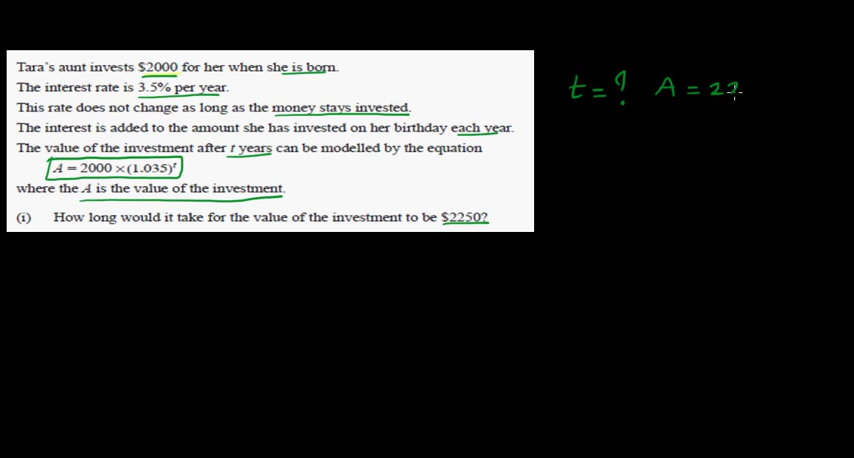 Tara's aunt invests $2000 for her when she is born.
The interest rate is 3.5% per year.
This rate does not change as long as the money stays invested.
The interest is added to the amount she has invested on her birthday each year.
The value of the investment after t years can be modelled by the equation
A = 2000 × (1.035)^t
where the A is the value of the investment.
(i) How long would it take for the value of the investment to be $2250?
t = ? A = 22